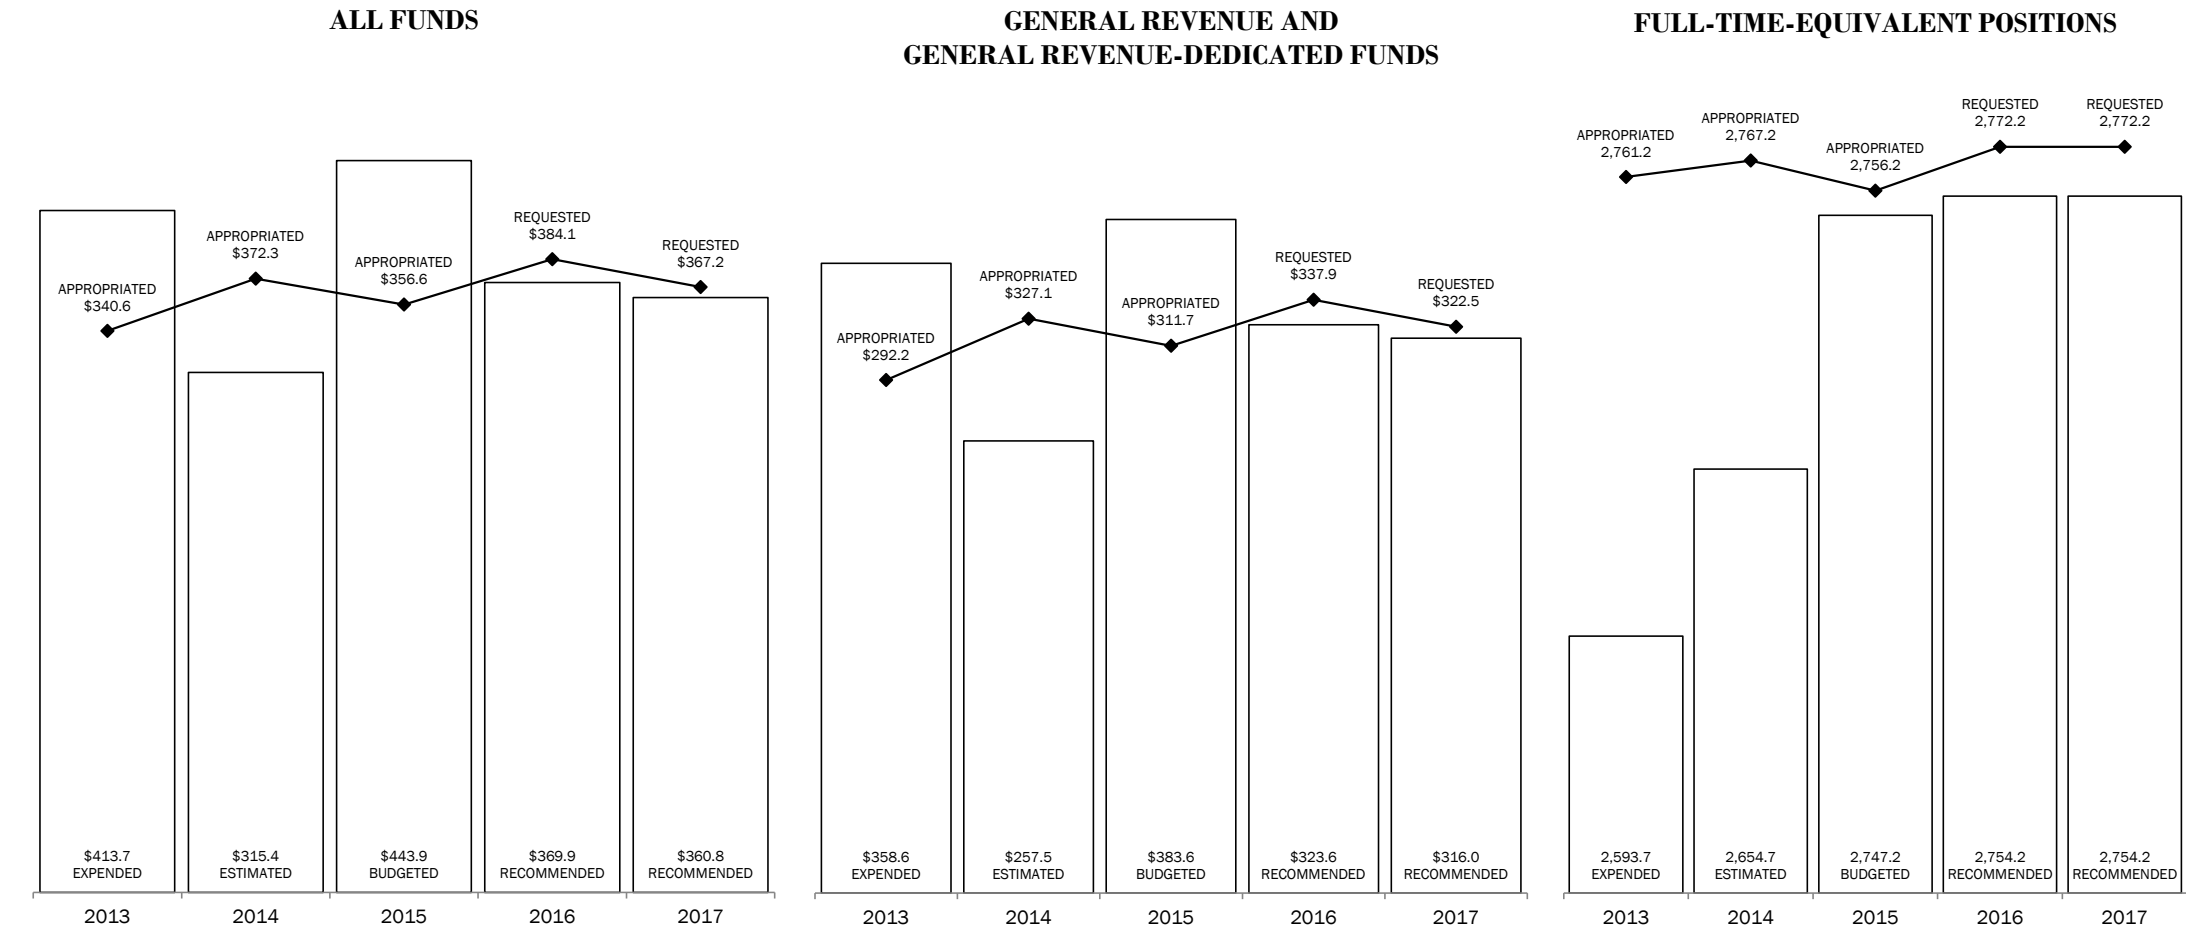 ALL FUNDS
APPROPRIATED
$340.6
APPROPRIATED
$372.3
APPROPRIATED
$356.6
REQUESTED
$384.1
REQUESTED
$367.2
$413.7
EXPENDED
$315.4
ESTIMATED
$443.9
BUDGETED
$369.9
RECOMMENDED
$360.8
RECOMMENDED
2013
2014
2015
2016
2017
GENERAL REVENUE AND
GENERAL REVENUE-DEDICATED FUNDS
APPROPRIATED
$292.2
APPROPRIATED
$327.1
APPROPRIATED
$311.7
REQUESTED
$337.9
REQUESTED
$322.5
$358.6
EXPENDED
$257.5
ESTIMATED
$383.6
BUDGETED
$323.6
RECOMMENDED
$316.0
RECOMMENDED
2013
2014
2015
2016
2017
FULL-TIME-EQUIVALENT POSITIONS
APPROPRIATED
2,761.2
APPROPRIATED
2,767.2
APPROPRIATED
2,756.2
REQUESTED
2,772.2
REQUESTED
2,772.2
2,593.7
EXPENDED
2,654.7
ESTIMATED
2,747.2
BUDGETED
2,754.2
RECOMMENDED
2,754.2
RECOMMENDED
2013
2014
2015
2016
2017